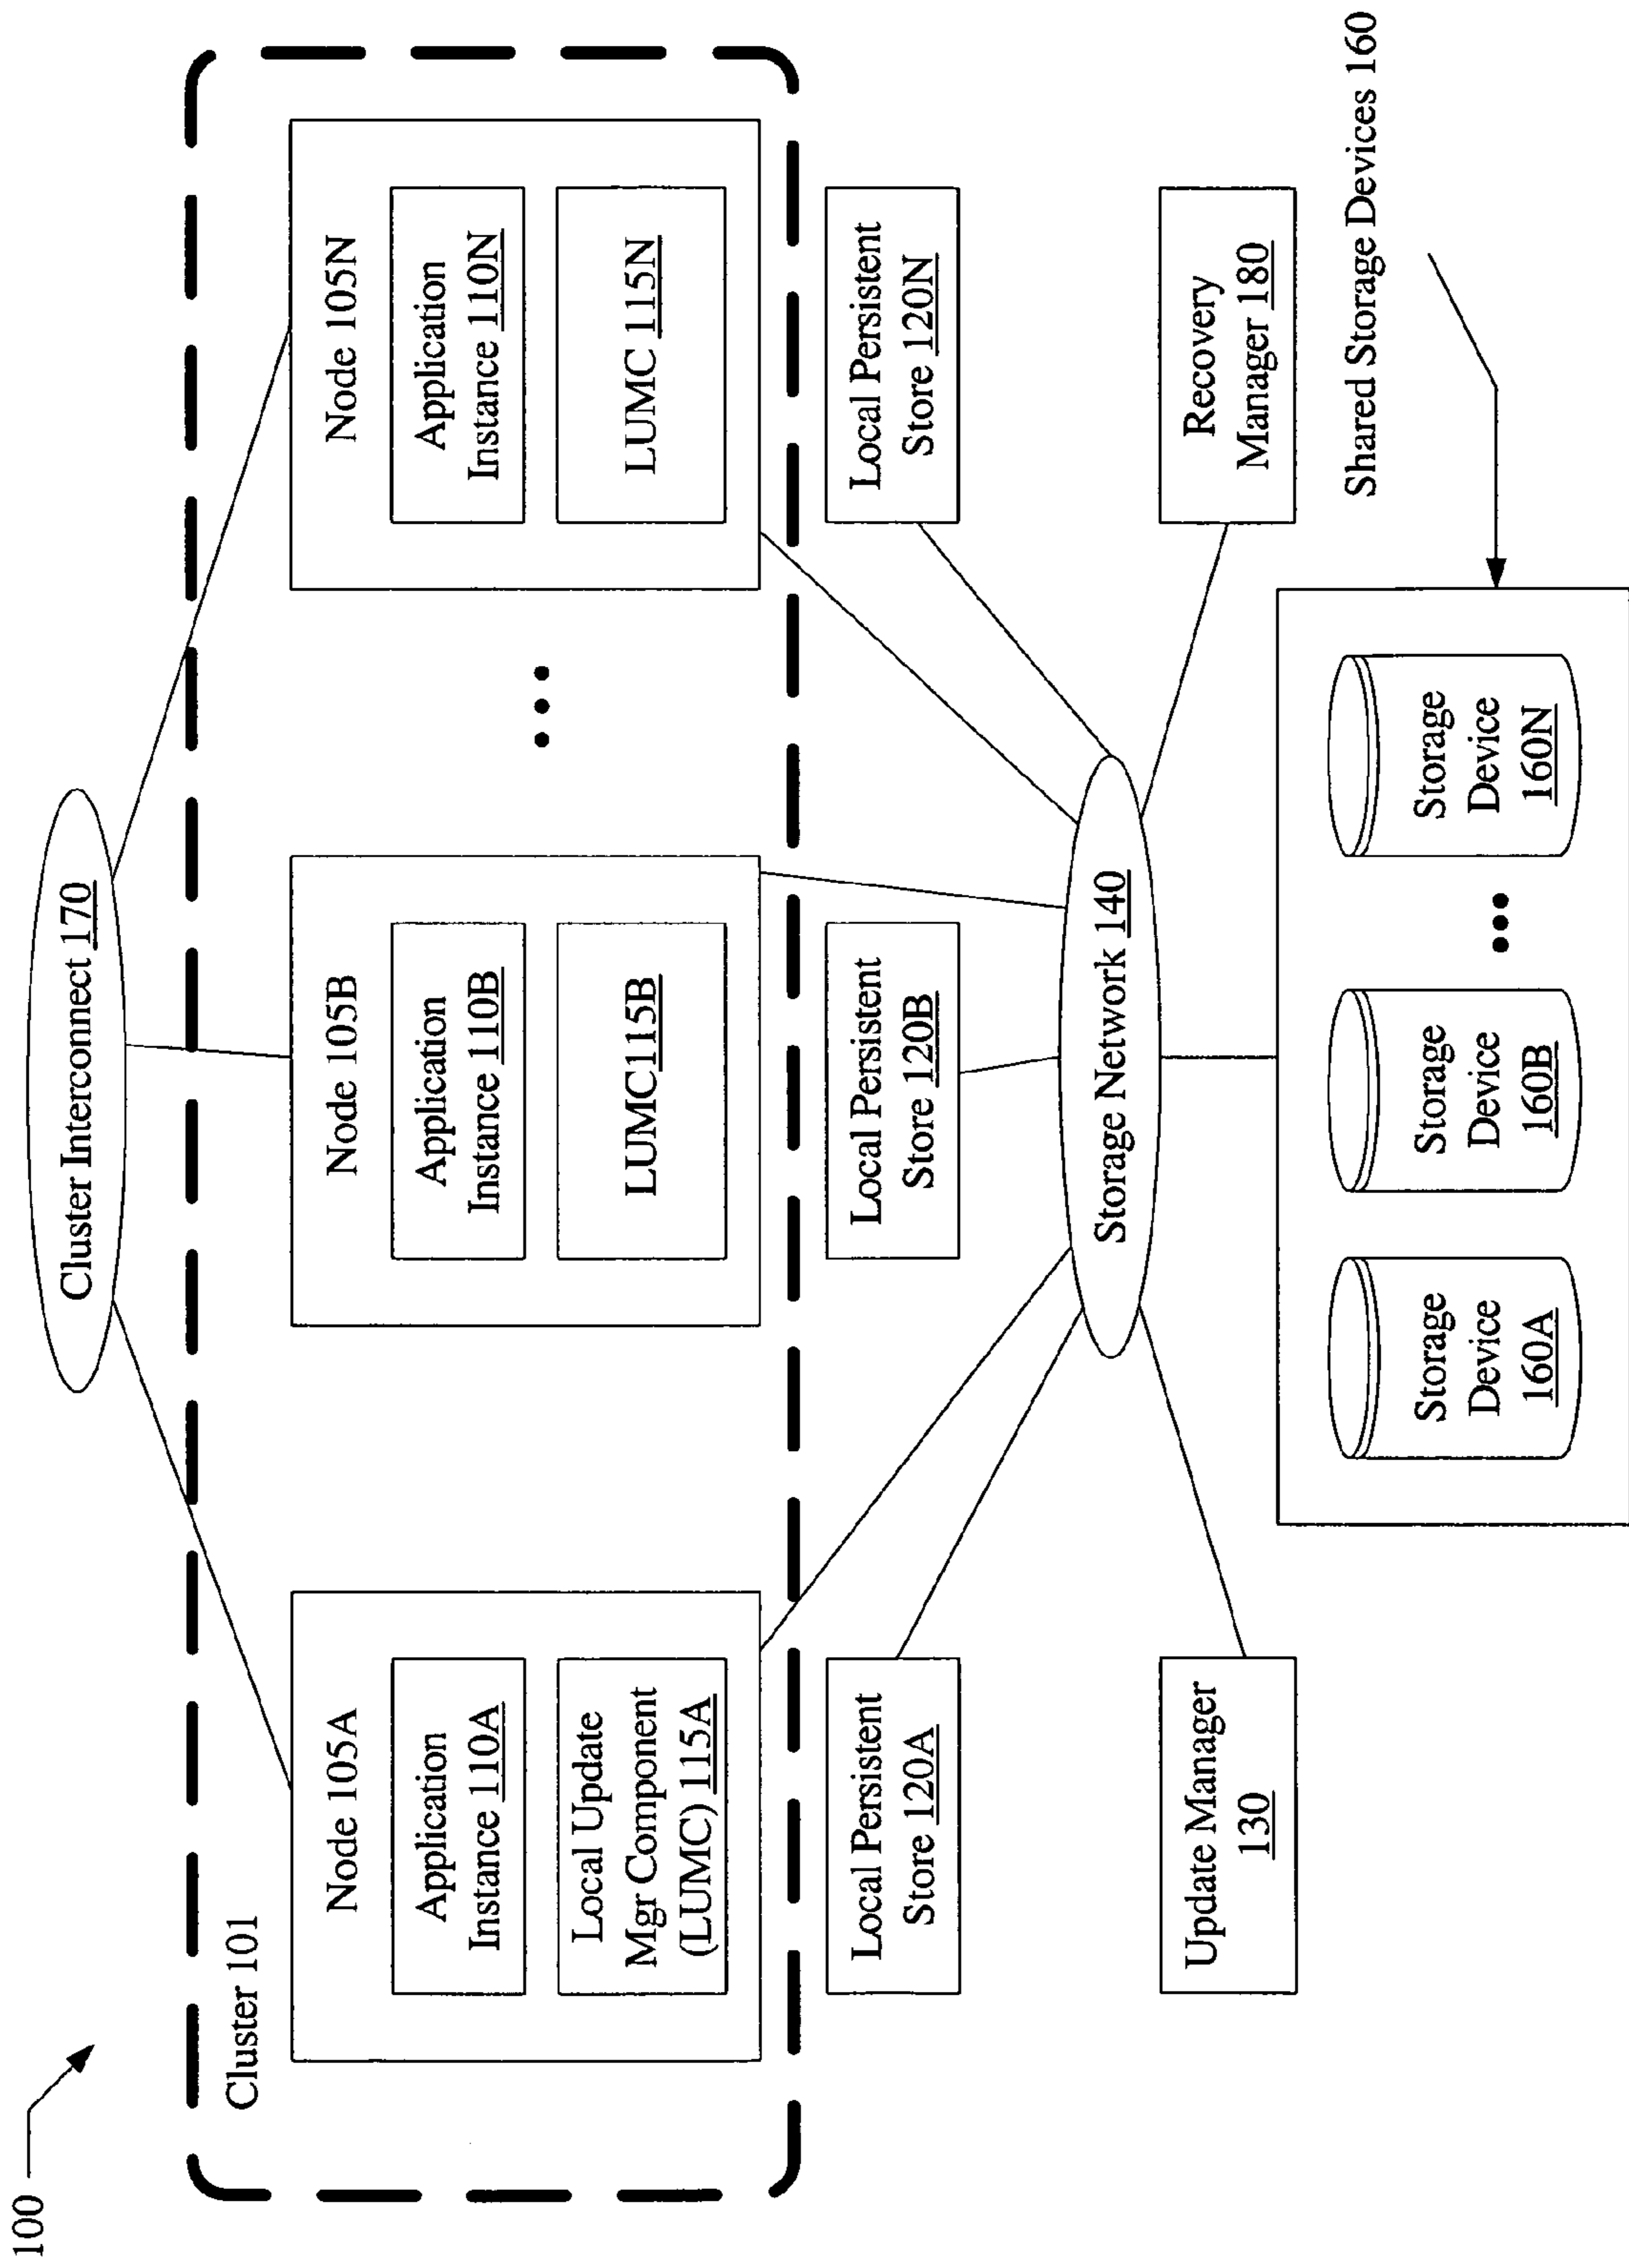 100
Cluster Interconnect 170
Cluster 101
Node 105A
Application
Instance 110A
Local Update
Mgr Component
(LUMC) 115A
Node 105B
Application
Instance 110B
LUMC115B
Node 105N
Application
Instance 110N
LUMC 115N
Local Persistent
Store 120A
Local Persistent
Store 120B
Local Persistent
Store 120N
Storage Network 140
Update Manager
130
Recovery
Manager 180
Shared Storage Devices 160
Storage
Device
160A
Storage
Device
160B
Storage
Device
160N